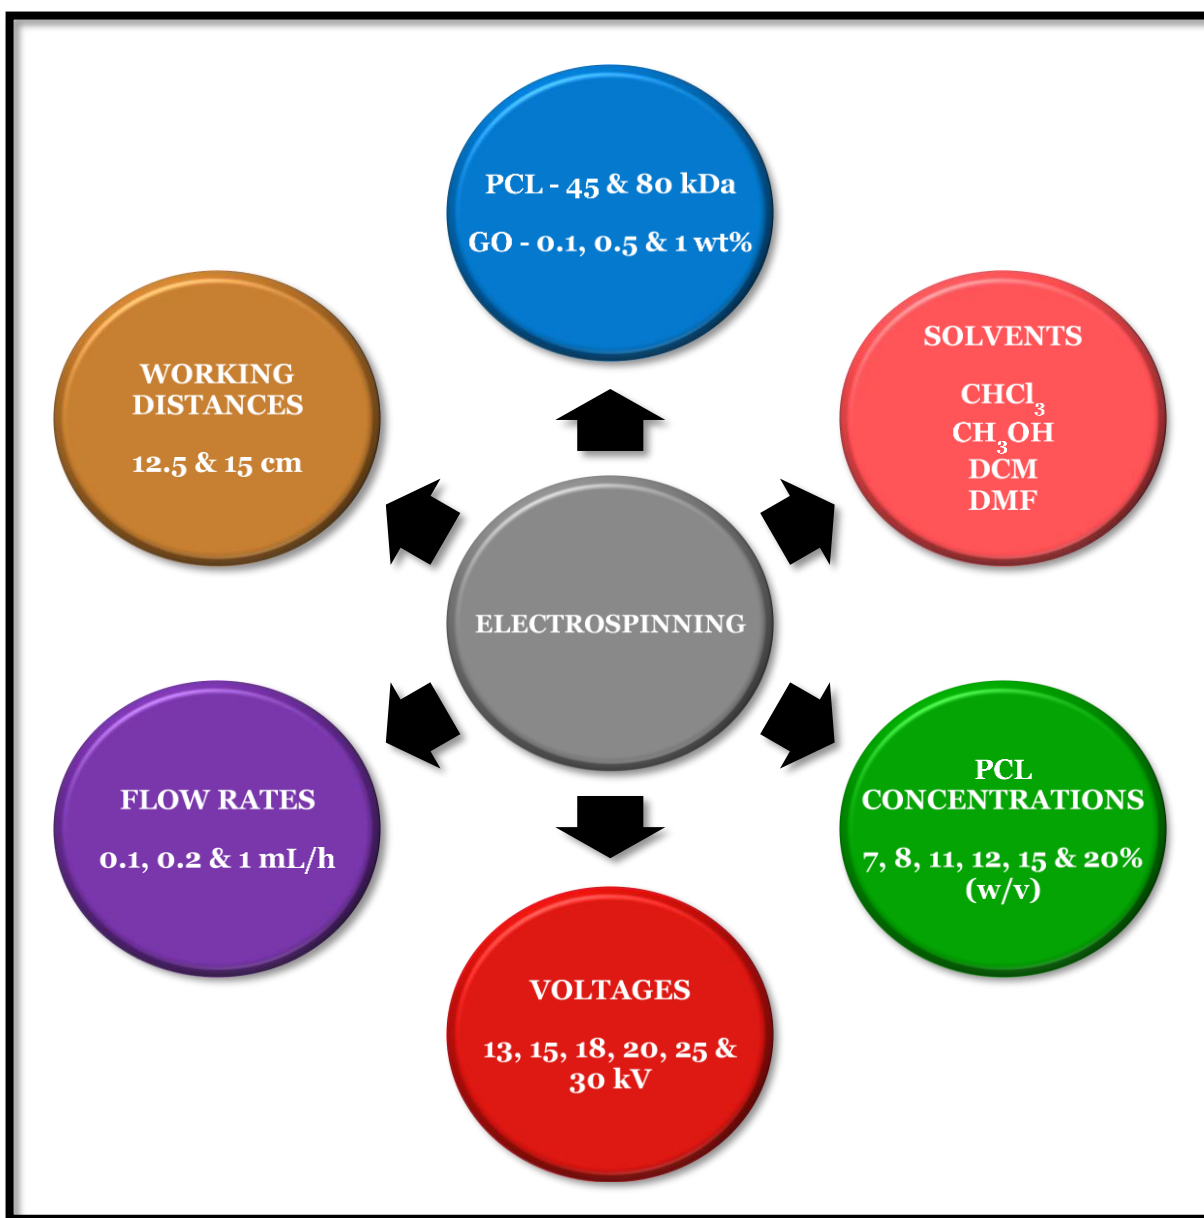 PCL - 45 & 80 kDa
GO - 0.1, 0.5 & 1 wt%
SOLVENTS
CHCl₃
CH₃OH
DCM
DMF
WORKING
DISTANCES
12.5 & 15 cm
ELECTROSPINNING
FLOW RATES
0.1, 0.2 & 1 mL/h
PCL
CONCENTRATIONS
7, 8, 11, 12, 15 & 20%
(w/v)
VOLTAGES
13, 15, 18, 20, 25 &
30 kV